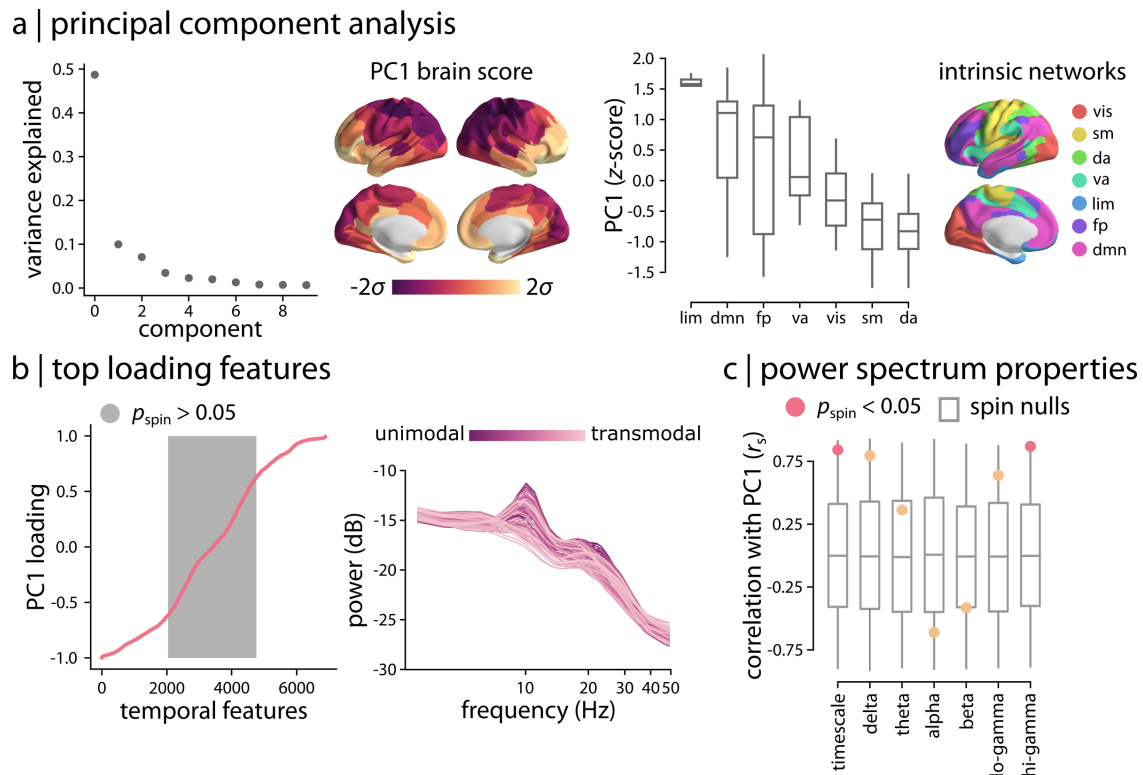 a | principal component analysis
variance explained
0.5
0.4
0.3
0.2
0.1
0.0
0 2 4 6 8
component
PC1 brain score
-2σ 2σ
PC1 (z-score)
2.0
1.5
1.0
0.5
0.0
-0.5
-1.0
-1.5
lim dmn fp va vis sm da
intrinsic networks
vis
sm
da
va
lim
fp
dmn
b | top loading features
pspin > 0.05
PC1 loading
1.0
0.5
0.0
-0.5
-1.0
0 2000 4000 6000
temporal features
unimodal transmodal
power (dB)
-10
-15
-20
-25
-30
10 20 30 40 50
frequency (Hz)
c | power spectrum properties
pspin < 0.05 spin nulls
correlation with PC1 (rs)
0.75
0.25
-0.25
-0.75
timescale
delta
theta
alpha
beta
lo-gamma
hi-gamma